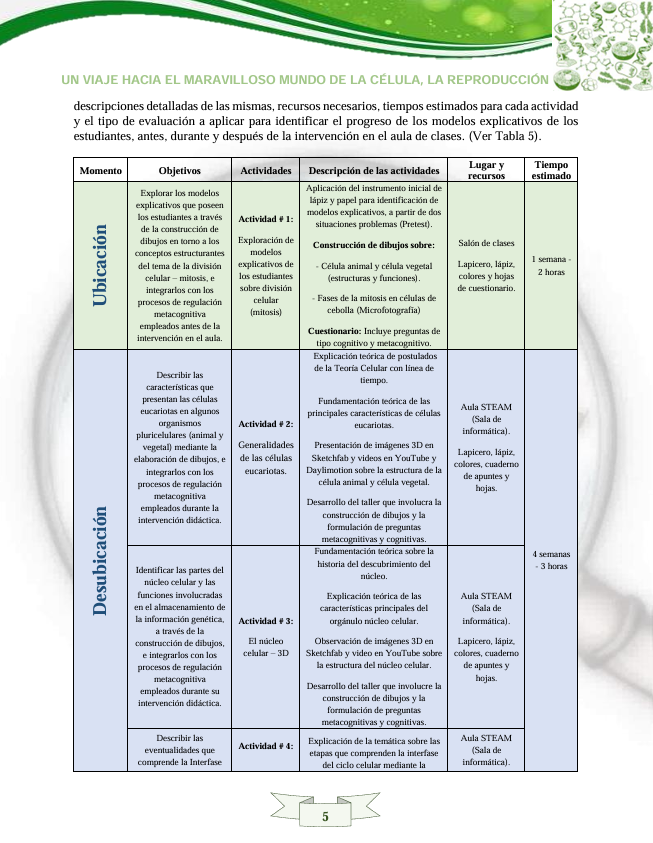 UN VIAJE HACIA EL MARAVILLOSO MUNDO DE LA CÉLULA, LA REPRODUCCIÓN
descripciones detalladas de las mismas, recursos necesarios, tiempos estimados para cada actividad
y el tipo de evaluación a aplicar para identificar el progreso de los modelos explicativos de los
estudiantes, antes, durante y después de la intervención en el aula de clases. (Ver Tabla 5).
Momento
Objetivos
Actividades
Descripción de las actividades
Lugar y
recursos
Tiempo
estimado
Ubicación
Explorar los modelos
explicativos que poseen
los estudiantes a través
de la construcción de
dibujos en torno a los
conceptos estructurantes
del tema de la división
celular – mitosis, e
integrarlos con los
procesos de regulación
metacognitiva
empleados antes de la
intervención en el aula.
Actividad # 1:
Exploración de
modelos
explicativos de
los estudiantes
sobre división
celular
(mitosis)
Aplicación del instrumento inicial de
lápiz y papel para identificación de
modelos explicativos, a partir de dos
situaciones problemas (Pretest).
Construcción de dibujos sobre:
- Célula animal y célula vegetal
(estructuras y funciones).
- Fases de la mitosis en células de
cebolla (Microfotografía)
Cuestionario: Incluye preguntas de
tipo cognitivo y metacognitivo.
Salón de clases
Lapicero, lápiz,
colores y hojas
de cuestionario.
1 semana -
2 horas
Desubicación
Describir las
características que
presentan las células
eucariotas en algunos
organismos
pluricelulares (animal y
vegetal) mediante la
elaboración de dibujos, e
integrarlos con los
procesos de regulación
metacognitiva
empleados durante la
intervención didáctica.
Actividad # 2:
Generalidades
de las células
eucariotas.
Explicación teórica de postulados
de la Teoría Celular con línea de
tiempo.
Fundamentación teórica de las
principales características de células
eucariotas.
Presentación de imágenes 3D en
Sketchfab y videos en YouTube y
Daylimotion sobre la estructura de la
célula animal y célula vegetal.
Desarrollo del taller que involucra la
construcción de dibujos y la
formulación de preguntas
metacognitivas y cognitivas.
Aula STEAM
(Sala de
informática).
Lapicero, lápiz,
colores, cuaderno
de apuntes y
hojas.
4 semanas
- 3 horas
Identificar las partes del
núcleo celular y las
funciones involucradas
en el almacenamiento de
la información genética,
a través de la
construcción de dibujos,
e integrarlos con los
procesos de regulación
metacognitiva
empleados durante su
intervención didáctica.
Actividad # 3:
El núcleo
celular – 3D
Fundamentación teórica sobre la
historia del descubrimiento del
núcleo.
Explicación teórica de las
características principales del
orgánulo núcleo celular.
Observación de imágenes 3D en
Sketchfab y video en YouTube sobre
la estructura del núcleo celular.
Desarrollo del taller que involucre la
construcción de dibujos y la
formulación de preguntas
metacognitivas y cognitivas.
Aula STEAM
(Sala de
informática).
Lapicero, lápiz,
colores, cuaderno
de apuntes y
hojas.
Describir las
eventualidades que
comprende la Interfase
Actividad # 4:
Explicación de la temática sobre las
etapas que comprenden la interfase
del ciclo celular mediante la
Aula STEAM
(Sala de
informática).
5